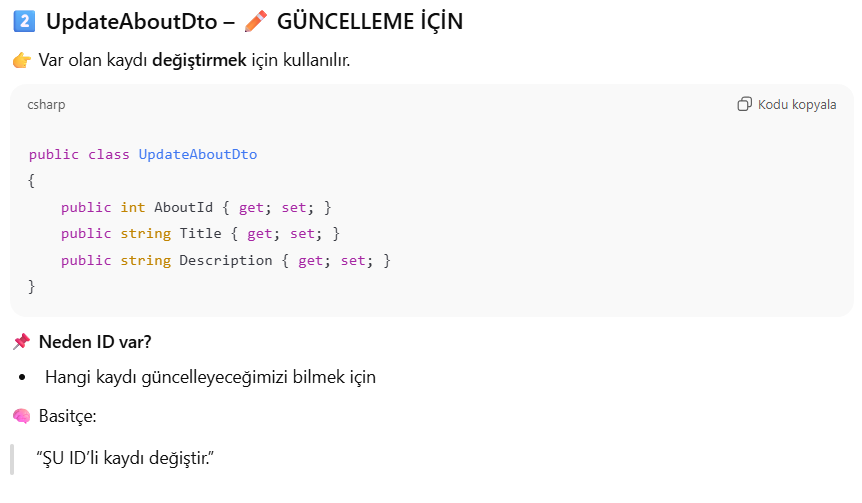 2 UpdateAboutDto – ✏️ GÜNCELLEME İÇİN
👉 Var olan kaydı değiştirmek için kullanılır.
csharp
Kodu kopyala
public class UpdateAboutDto
{
    public int AboutId { get; set; }
    public string Title { get; set; }
    public string Description { get; set; }
}
📌 Neden ID var?
• Hangi kaydı güncelleyeceğimizi bilmek için
🧠 Basitçe:
“ŞU ID’li kaydı değiştir.”